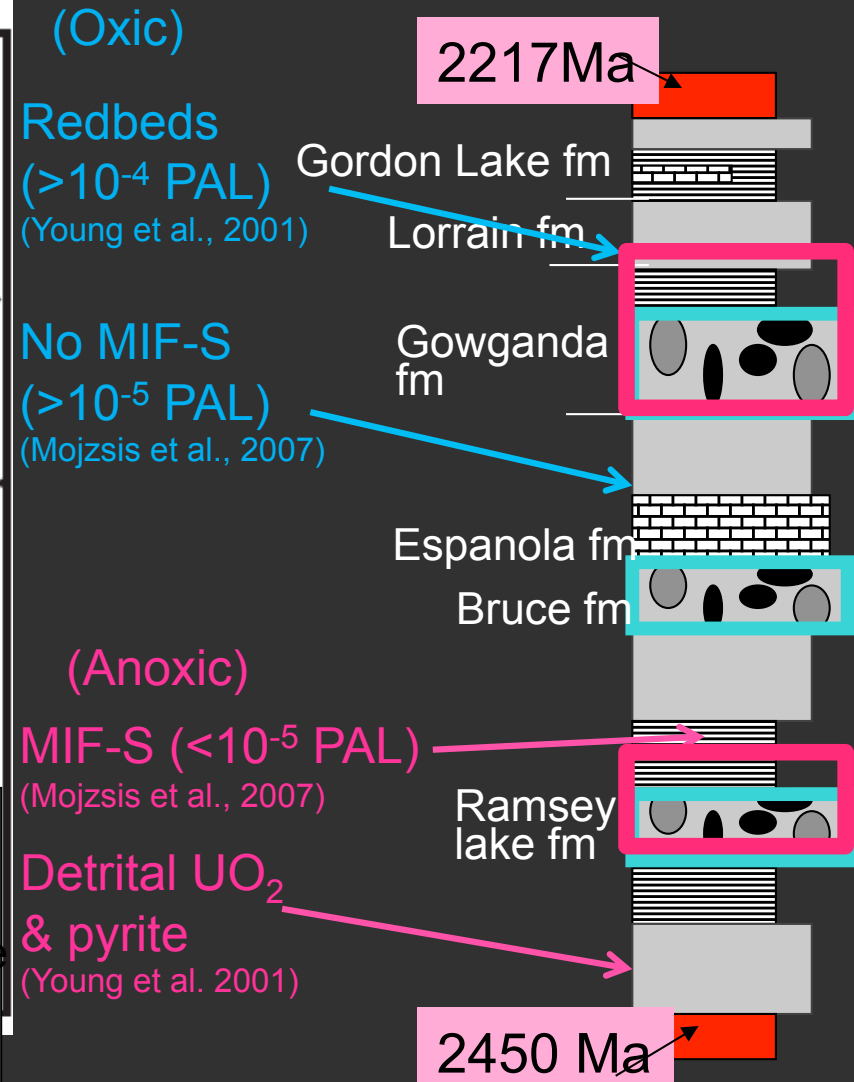 (Oxic)
2217Ma
Redbeds
(>10⁻⁴ PAL)
(Young et al., 2001)
Gordon Lake fm
Lorrain fm
No MIF-S
(>10⁻⁵ PAL)
(Mojzsis et al., 2007)
Gowganda
fm
Espanola fm
Bruce fm
(Anoxic)
MIF-S (<10⁻⁵ PAL)
(Mojzsis et al., 2007)
Ramsey
lake fm
Detrital UO₂
& pyrite
(Young et al. 2001)
2450 Ma